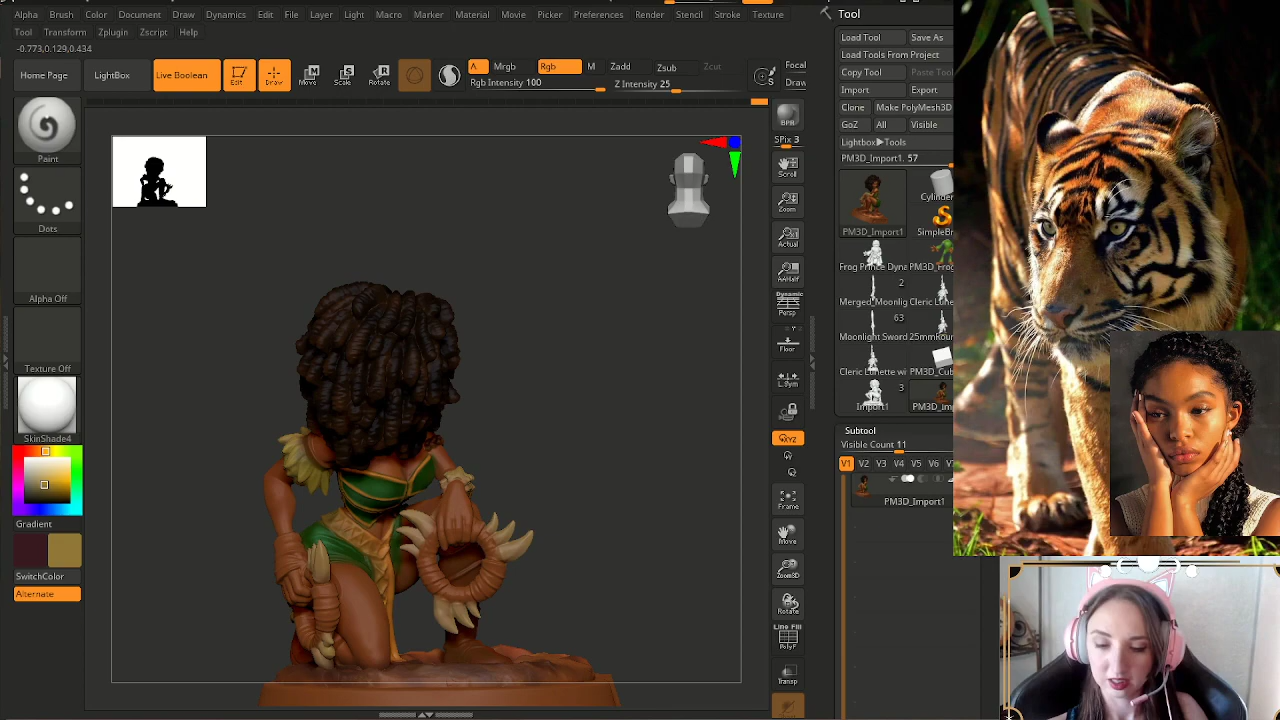 Alpha Brush Color Document Draw Dynamics Edit File Layer Light Macro Marker Material Movie Picker Preferences Render Stencil Stroke Texture
Tool Transform Zplugin Zscript Help
-0.773,0.129,0.434
Home Page
LightBox
Live Boolean
Edit
Draw
Move
Scale
Rotate
A
Mrgb
Rgb
M
Zadd
Zsub
Zcut
Rgb Intensity 100
Z Intensity 25
Focal
Draw
Paint
Dots
Alpha Off
Texture Off
SkinShade4
Gradient
SwitchColor
Alternate
BPR
SPix 3
Scroll
Zoom
Actual
AAHalf
Dynamic
Persp
Floor
L.Sym
XYZ
Frame
Move
Zoom3D
Rotate
Line Fill
PolyF
Transp
Tool
Load Tool Save As
Load Tools From Project
Copy Tool Paste Tool
Import Export
Clone Make PolyMesh3D
GoZ All Visible
Lightbox▶Tools
PM3D_Import1. 57
PM3D_Import1
Cylinder
SimpleBr
Frog Prince Dyna PM3D_Frog
2
Merged_Moonlig Cleric Lunett
63
Moonlight Sword 25mmRoun
Cleric Lunette wi PM3D_Cub
3
Import1 PM3D_Im
Subtool
Visible Count 11
V1 V2 V3 V4 V5 V6
PM3D_Import1